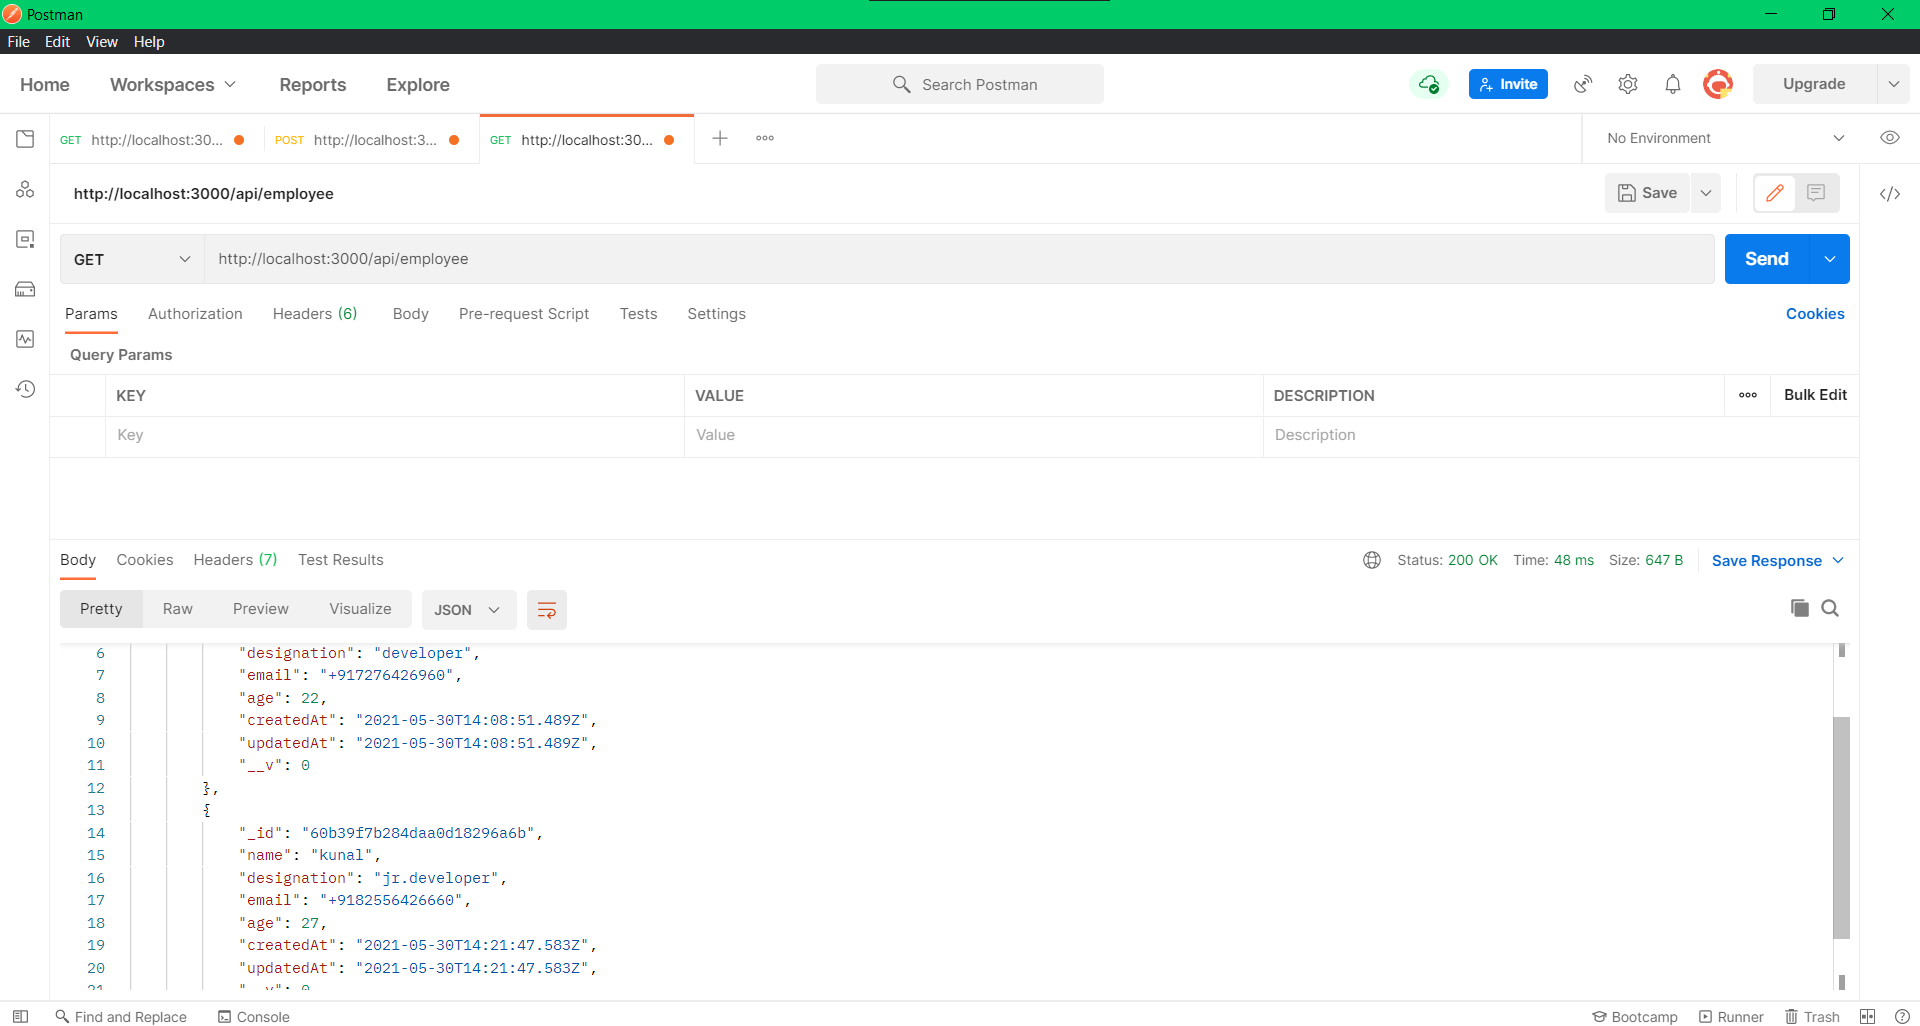 Postman
File Edit View Help
Home Workspaces Reports Explore Search Postman Invite Upgrade
GET http://localhost:30... POST http://localhost:3... GET http://localhost:30... No Environment
http://localhost:3000/api/employee Save
GET http://localhost:3000/api/employee Send
Params Authorization Headers (6) Body Pre-request Script Tests Settings Cookies
Query Params
KEY VALUE DESCRIPTION Bulk Edit
Key Value Description
Body Cookies Headers (7) Test Results Status: 200 OK Time: 48 ms Size: 647 B Save Response
Pretty Raw Preview Visualize JSON
6 "designation": "developer",
7 "email": "+917276426960",
8 "age": 22,
9 "createdAt": "2021-05-30T14:08:51.489Z",
10 "updatedAt": "2021-05-30T14:08:51.489Z",
11 "__v": 0
12 },
13 {
14 "_id": "60b39f7b284daa0d18296a6b",
15 "name": "kunal",
16 "designation": "jr.developer",
17 "email": "+9182556426660",
18 "age": 27,
19 "createdAt": "2021-05-30T14:21:47.583Z",
20 "updatedAt": "2021-05-30T14:21:47.583Z",
21 "__v": 0
Find and Replace Console Bootcamp Runner Trash